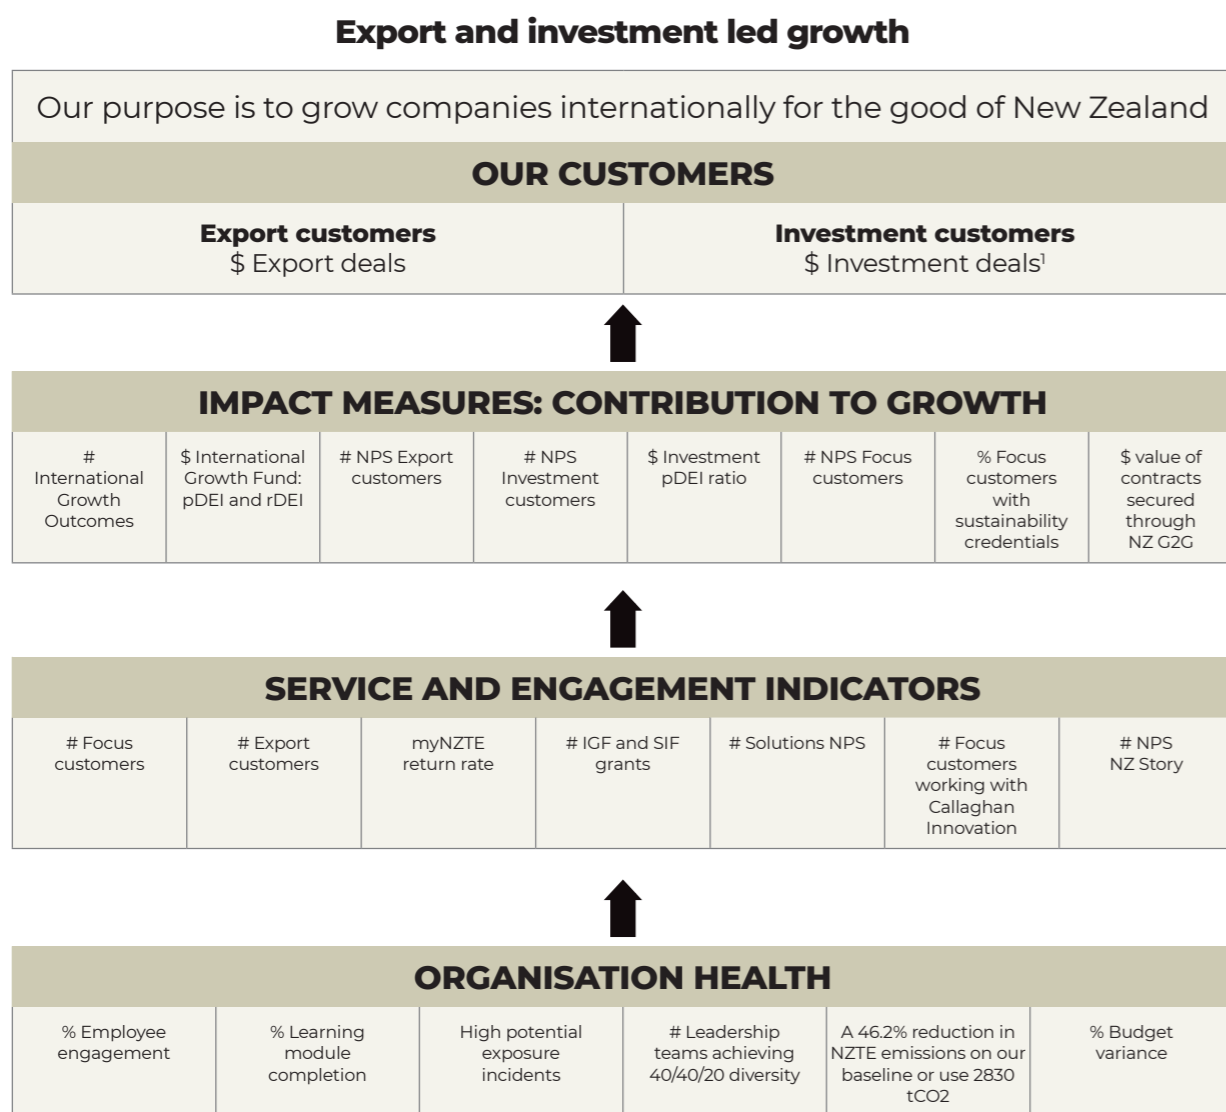 Export and investment led growth
Our purpose is to grow companies internationally for the good of New Zealand
OUR CUSTOMERS
Export customers
$ Export deals
Investment customers
$ Investment deals¹
IMPACT MEASURES: CONTRIBUTION TO GROWTH
#
International
Growth
Outcomes
$ International
Growth Fund:
pDEI and rDEI
# NPS Export
customers
# NPS
Investment
customers
$ Investment
pDEI ratio
# NPS Focus
customers
% Focus
customers
with
sustainability
credentials
$ value of
contracts
secured
through
NZ G2G
SERVICE AND ENGAGEMENT INDICATORS
# Focus
customers
# Export
customers
myNZTE
return rate
# IGF and SIF
grants
# Solutions NPS
# Focus
customers
working with
Callaghan
Innovation
# NPS
NZ Story
ORGANISATION HEALTH
% Employee
engagement
% Learning
module
completion
High potential
exposure
incidents
# Leadership
teams achieving
40/40/20 diversity
A 46.2% reduction in
NZTE emissions on our
baseline or use 2830
tCO2
% Budget
variance